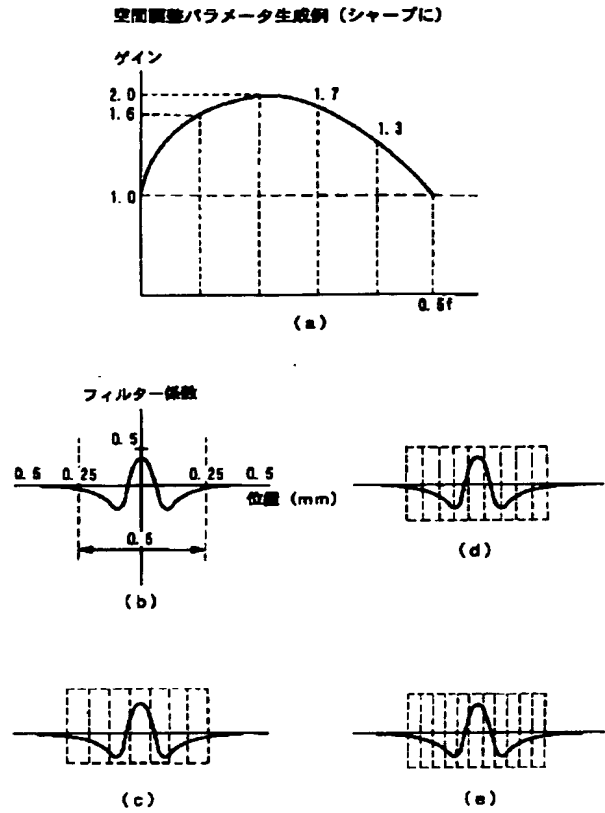 空間調整パラメータ生成例(シャープに)
ゲイン
2.0
1.6
1.7
1.3
1.0
0.5f
(a)
フィルター係数
0.5
0.5 0.25 0.25 0.5
位置(mm)
0.5
(b)
(d)
(c)
(e)